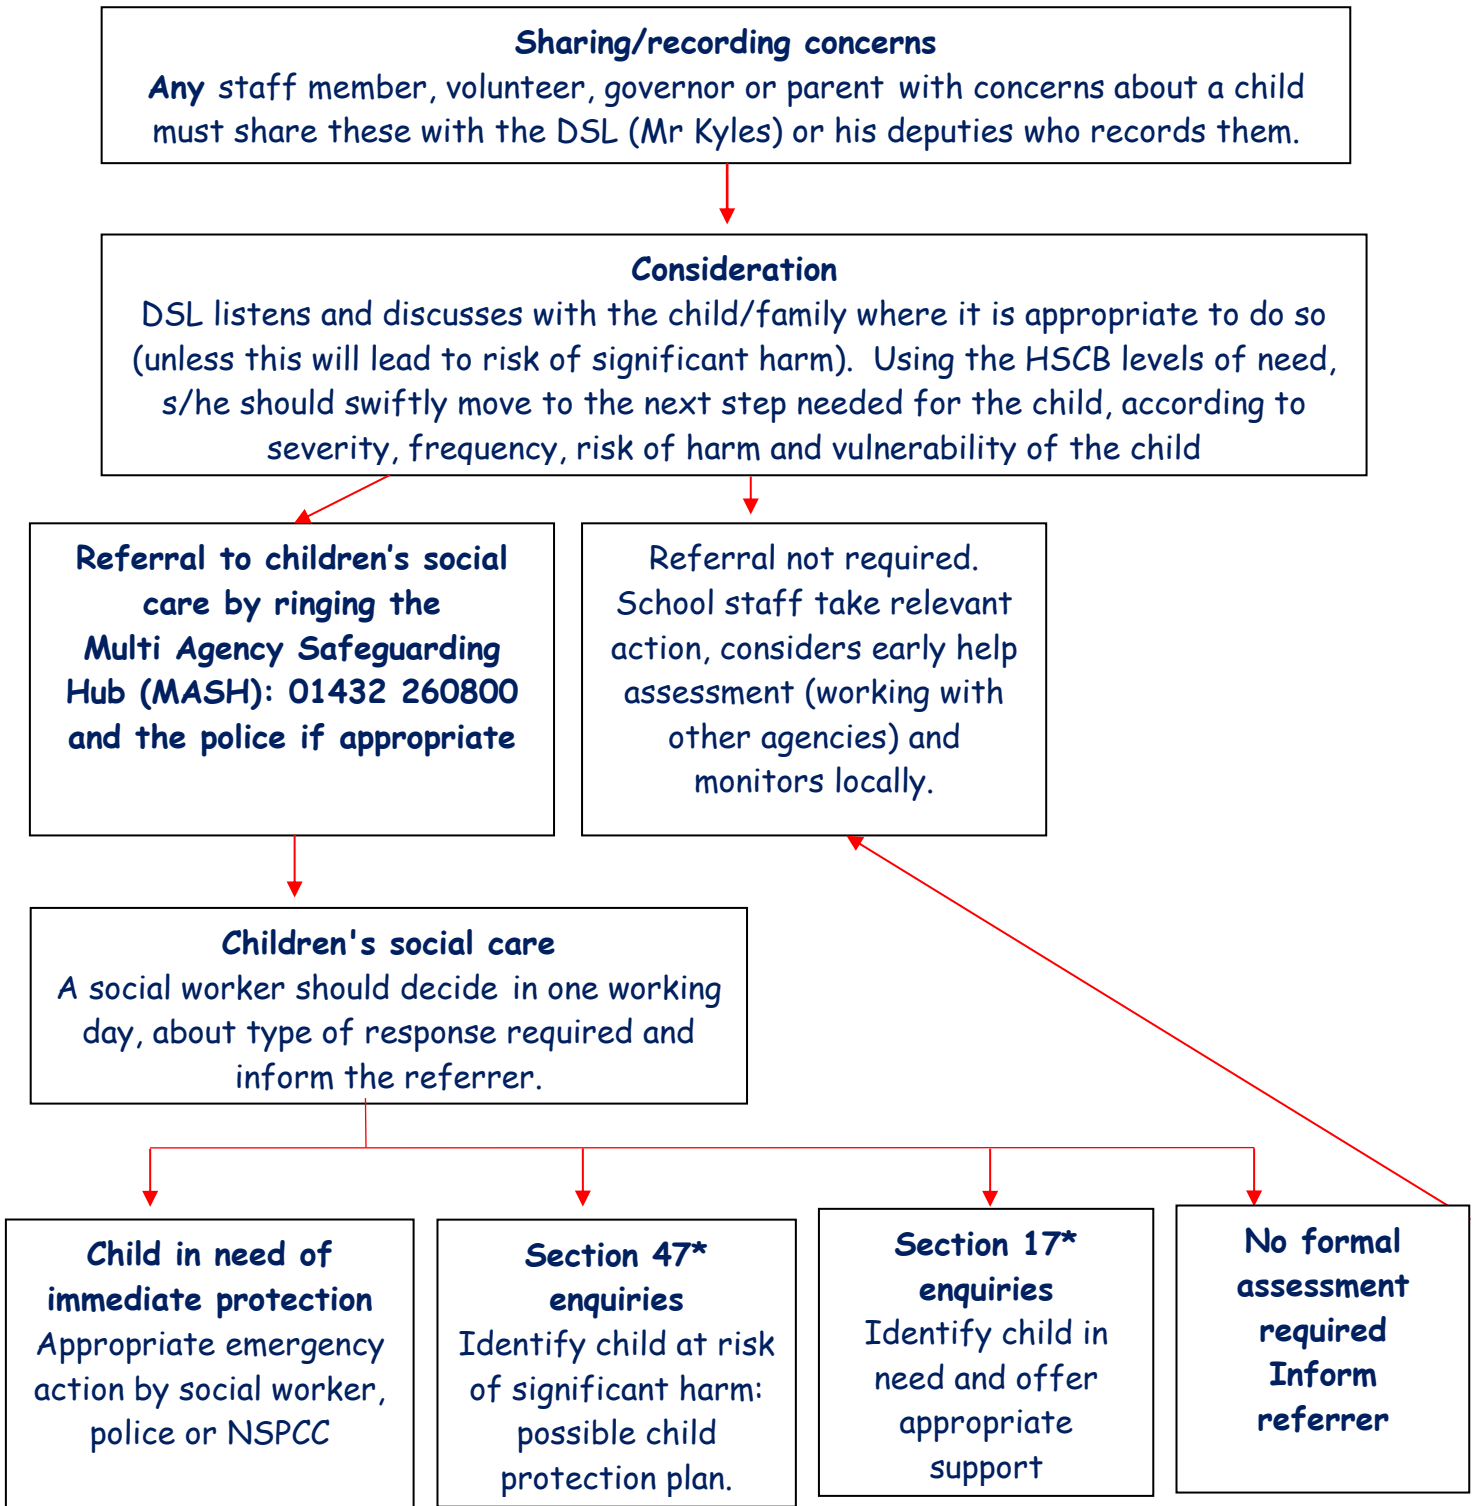 Sharing/recording concerns
Any staff member, volunteer, governor or parent with concerns about a child
must share these with the DSL (Mr Kyles) or his deputies who records them.
Consideration
DSL listens and discusses with the child/family where it is appropriate to do so
(unless this will lead to risk of significant harm). Using the HSCB levels of need,
s/he should swiftly move to the next step needed for the child, according to
severity, frequency, risk of harm and vulnerability of the child
Referral to children’s social
care by ringing the
Multi Agency Safeguarding
Hub (MASH): 01432 260800
and the police if appropriate
Referral not required.
School staff take relevant
action, considers early help
assessment (working with
other agencies) and
monitors locally.
Children's social care
A social worker should decide in one working
day, about type of response required and
inform the referrer.
Child in need of
immediate protection
Appropriate emergency
action by social worker,
police or NSPCC
Section 47*
enquiries
Identify child at risk
of significant harm:
possible child
protection plan.
Section 17*
enquiries
Identify child in
need and offer
appropriate
support
No formal
assessment
required
Inform
referrer